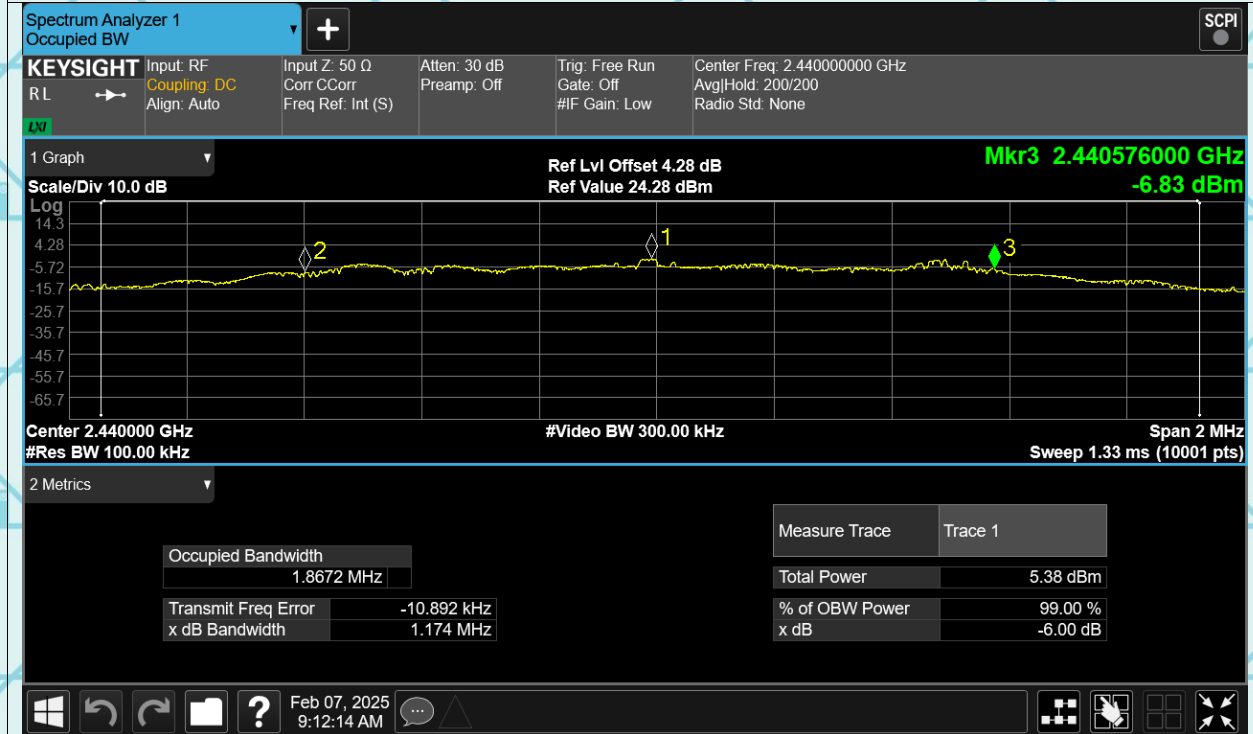 Spectrum Analyzer 1
Occupied BW
▼
+
SCPI
KEYSIGHT
RL
LXI
Input: RF
Coupling: DC
Align: Auto
Input Z: 50 Ω
Corr CCorr
Freq Ref: Int (S)
Atten: 30 dB
Preamp: Off
Trig: Free Run
Gate: Off
#IF Gain: Low
Center Freq: 2.440000000 GHz
Avg|Hold: 200/200
Radio Std: None
1 Graph
Scale/Div 10.0 dB
Ref Lvl Offset 4.28 dB
Ref Value 24.28 dBm
Mkr3 2.440576000 GHz
-6.83 dBm
Log
14.3
4.28
-5.72
-15.7
-25.7
-35.7
-45.7
-55.7
-65.7
2
1
3
Center 2.440000 GHz
#Video BW 300.00 kHz
Span 2 MHz
#Res BW 100.00 kHz
Sweep 1.33 ms (10001 pts)
2 Metrics
Measure Trace Trace 1
Occupied Bandwidth
1.8672 MHz
Total Power 5.38 dBm
Transmit Freq Error -10.892 kHz
% of OBW Power 99.00 %
x dB Bandwidth 1.174 MHz
x dB -6.00 dB
?
Feb 07, 2025
9:12:14 AM